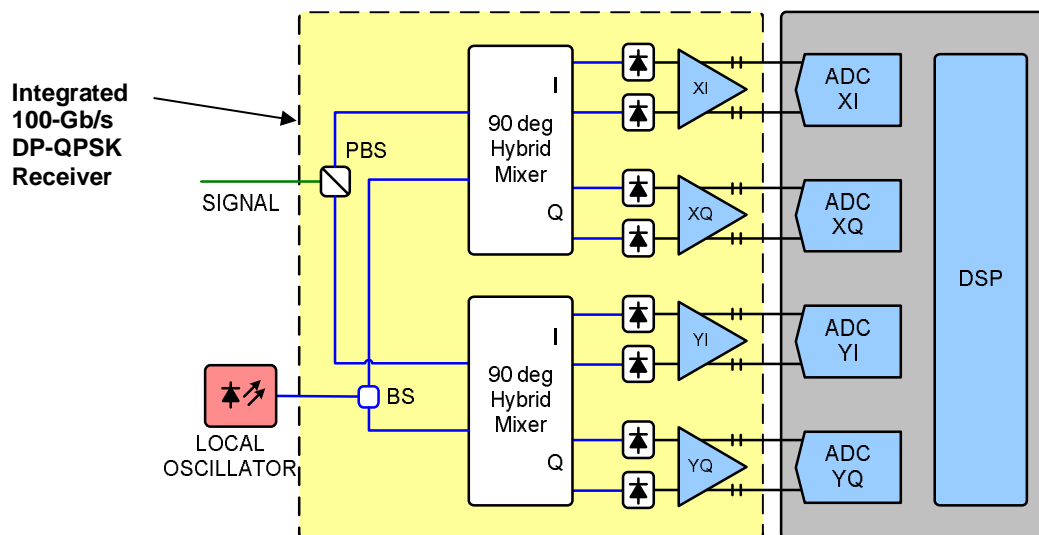 Integrated
100-Gb/s
DP-QPSK
Receiver
PBS
SIGNAL
LOCAL
OSCILLATOR
BS
I
90 deg
Hybrid
Mixer
Q
I
90 deg
Hybrid
Mixer
Q
XI
XQ
YI
YQ
ADC
XI
ADC
XQ
ADC
YI
ADC
YQ
DSP